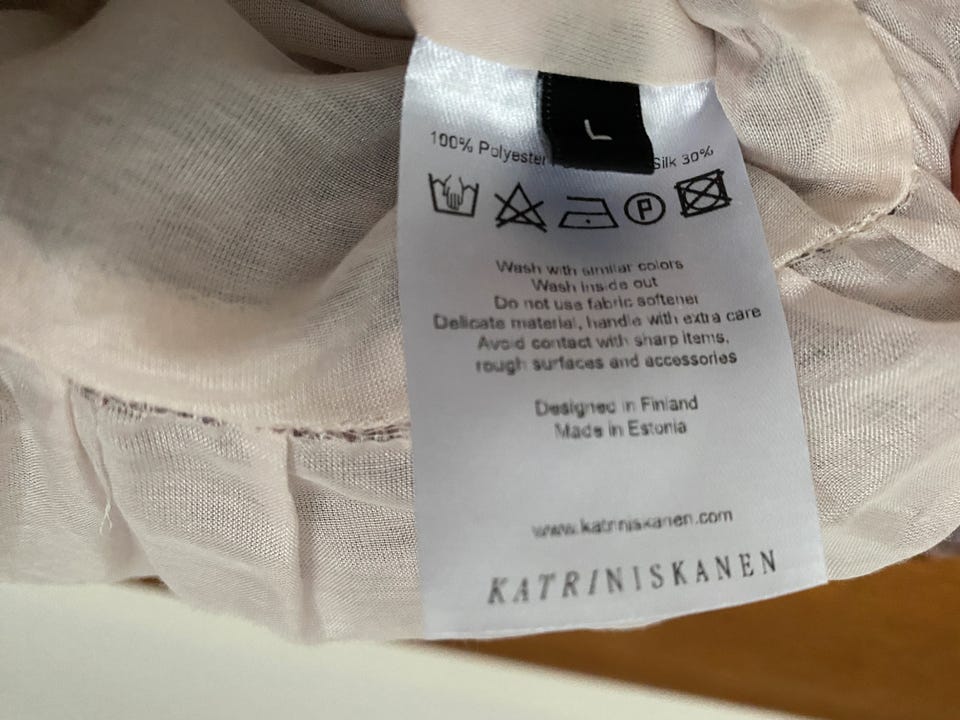 L
100% Polyester Silk 30%
P
Wash with similar colors
Wash inside out
Do not use fabric softener
Delicate material, handle with extra care
Avoid contact with sharp items,
rough surfaces and accessories
Designed in Finland
Made in Estonia
www.katriniskanen.com
KATRINISKANEN